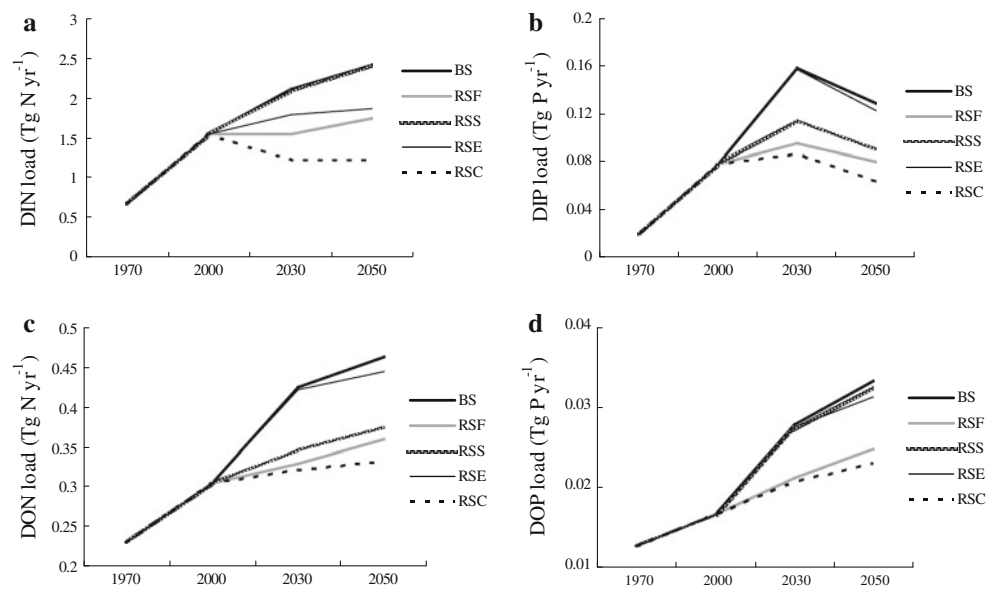 a
DIN load (Tg N yr-1)
3
2.5
2
1.5
1
0.5
0
1970 2000 2030 2050
BS
RSF
RSS
RSE
RSC
b
DIP load (Tg P yr-1)
0.2
0.16
0.12
0.08
0.04
0
1970 2000 2030 2050
BS
RSF
RSS
RSE
RSC
c
DON load (Tg N yr-1)
0.5
0.45
0.4
0.35
0.3
0.25
0.2
1970 2000 2030 2050
BS
RSF
RSS
RSE
RSC
d
DOP load (Tg P yr-1)
0.04
0.03
0.02
0.01
1970 2000 2030 2050
BS
RSF
RSS
RSE
RSC